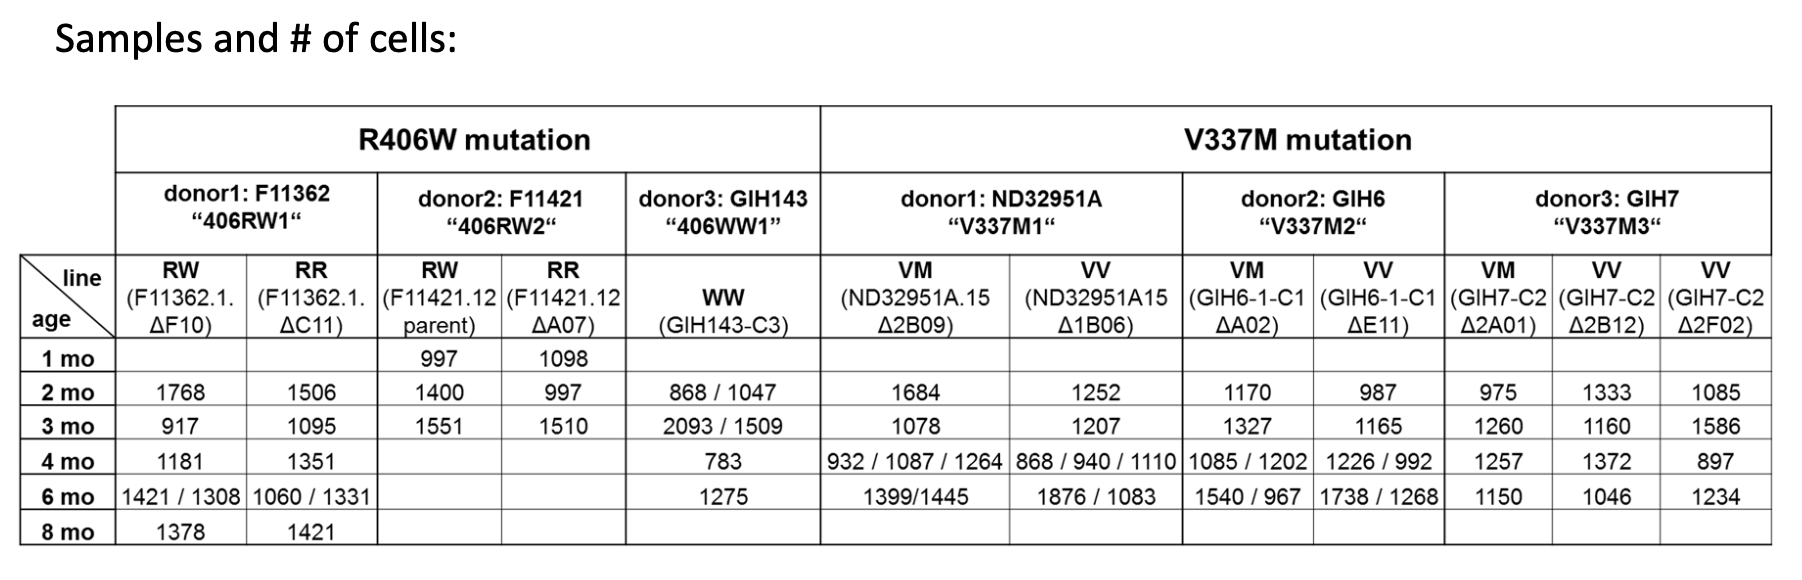 Samples and # of cells:
R406W mutation V337M mutation
donor1: F11362 donor2: F11421 donor3: GIH143 donor1: ND32951A donor2: GIH6 donor3: GIH7
“406RW1“ “406RW2“ “406WW1” “V337M1“ “V337M2“ “V337M3“
line RW RR RW RR WW VM VV VM VV VM VV VV
(F11362.1. (F11362.1. (F11421.12 (F11421.12 (GIH143-C3) (ND32951A.15 (ND32951A15 (GIH6-1-C1 (GIH6-1-C1 (GIH7-C2 (GIH7-C2 (GIH7-C2
age ΔF10) ΔC11) parent) ΔA07) Δ2B09) Δ1B06) ΔA02) ΔE11) Δ2A01) Δ2B12) Δ2F02)
1 mo 997 1098
2 mo 1768 1506 1400 997 868 / 1047 1684 1252 1170 987 975 1333 1085
3 mo 917 1095 1551 1510 2093 / 1509 1078 1207 1327 1165 1260 1160 1586
4 mo 1181 1351 783 932 / 1087 / 1264 868 / 940 / 1110 1085 / 1202 1226 / 992 1257 1372 897
6 mo 1421 / 1308 1060 / 1331 1275 1399/1445 1876 / 1083 1540 / 967 1738 / 1268 1150 1046 1234
8 mo 1378 1421